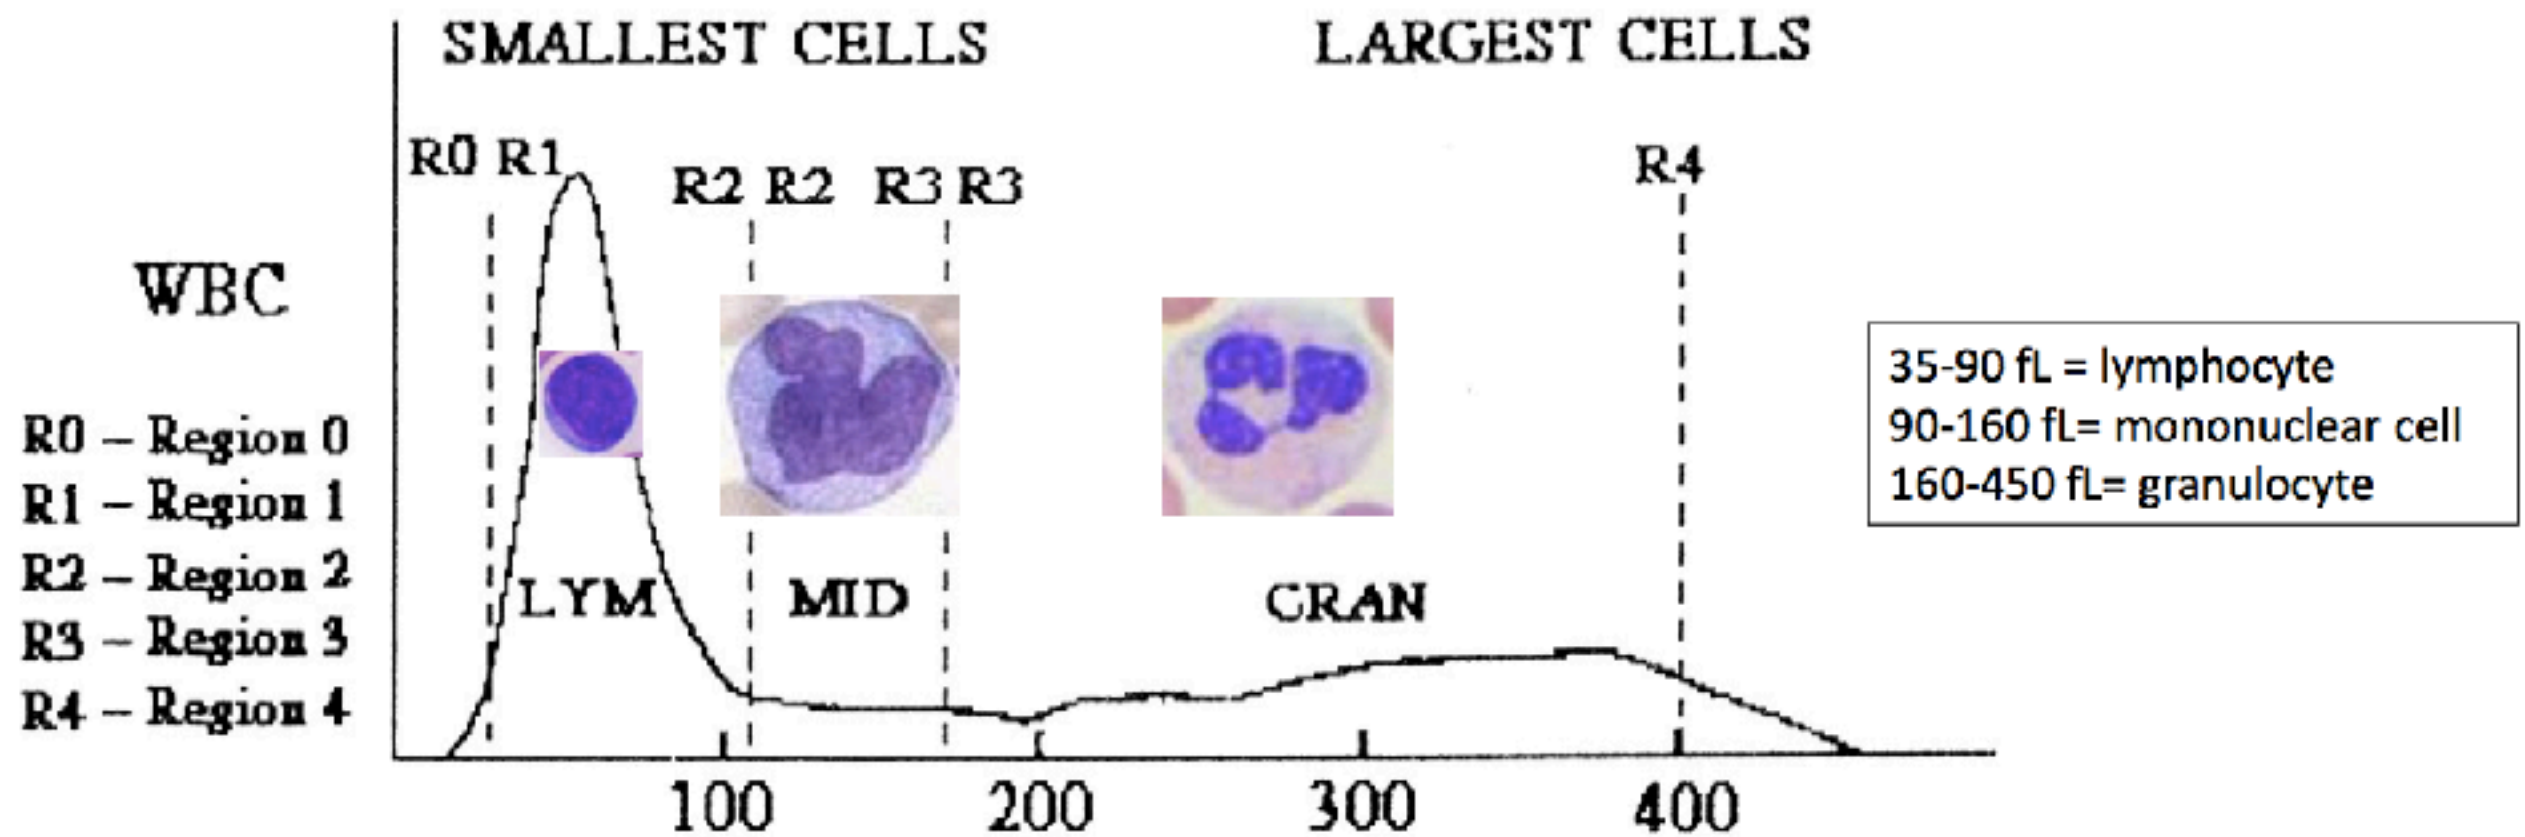 SMALLEST CELLS LARGEST CELLS
R0 R1 R2 R2 R3 R3 R4
WBC
R0 – Region 0
R1 – Region 1
R2 – Region 2
R3 – Region 3
R4 – Region 4
LYM MID GRAN
100 200 300 400
35-90 fL = lymphocyte
90-160 fL= mononuclear cell
160-450 fL= granulocyte